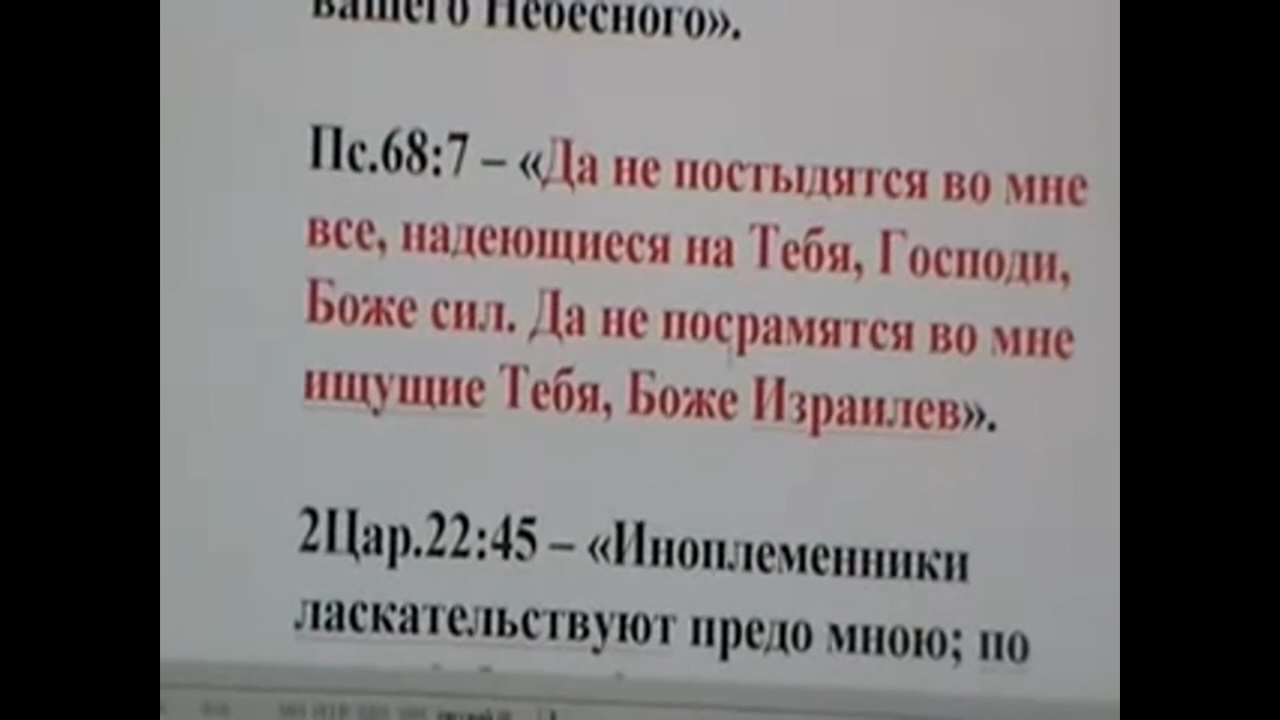 вашего Небесного».
Пс.68:7 – «Да не постыдятся во мне
все, надеющиеся на Тебя, Господи,
Боже сил. Да не посрамятся во мне
ищущие Тебя, Боже Израилев».
2Цар.22:45 – «Иноплеменники
ласкательствуют предо мною; по